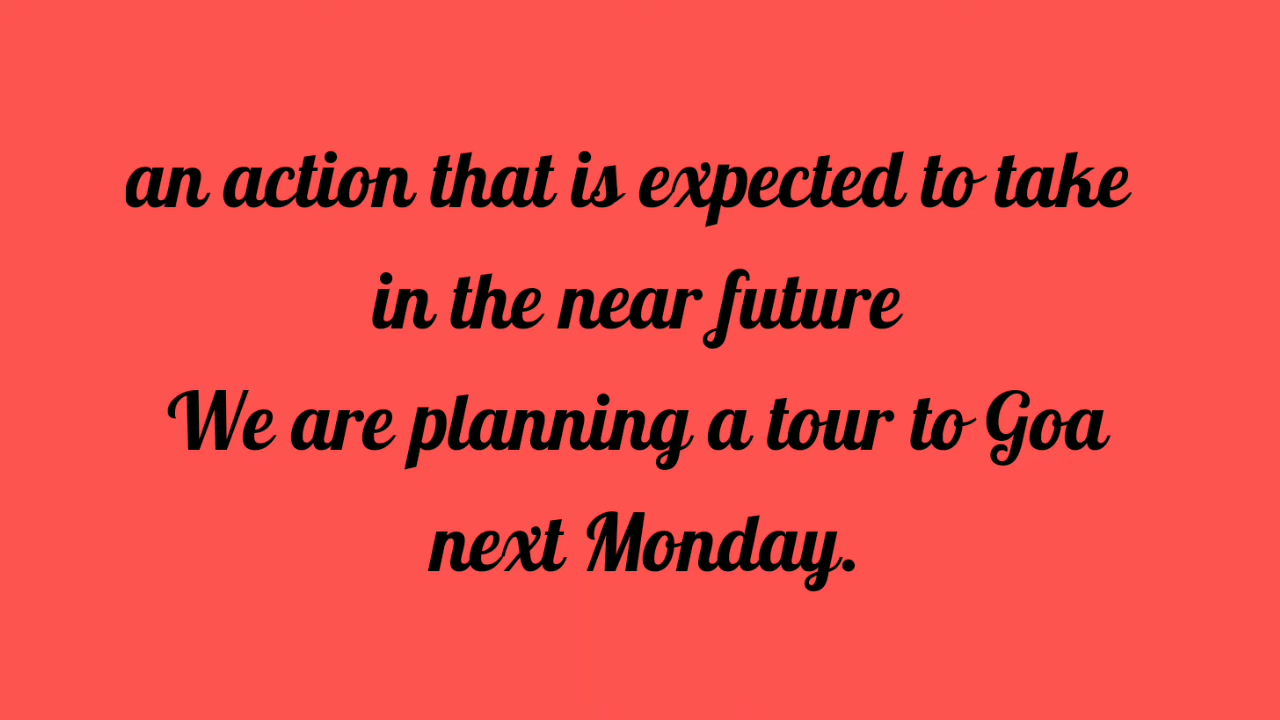 an action that is expected to take
in the near future
We are planning a tour to Goa
next Monday.